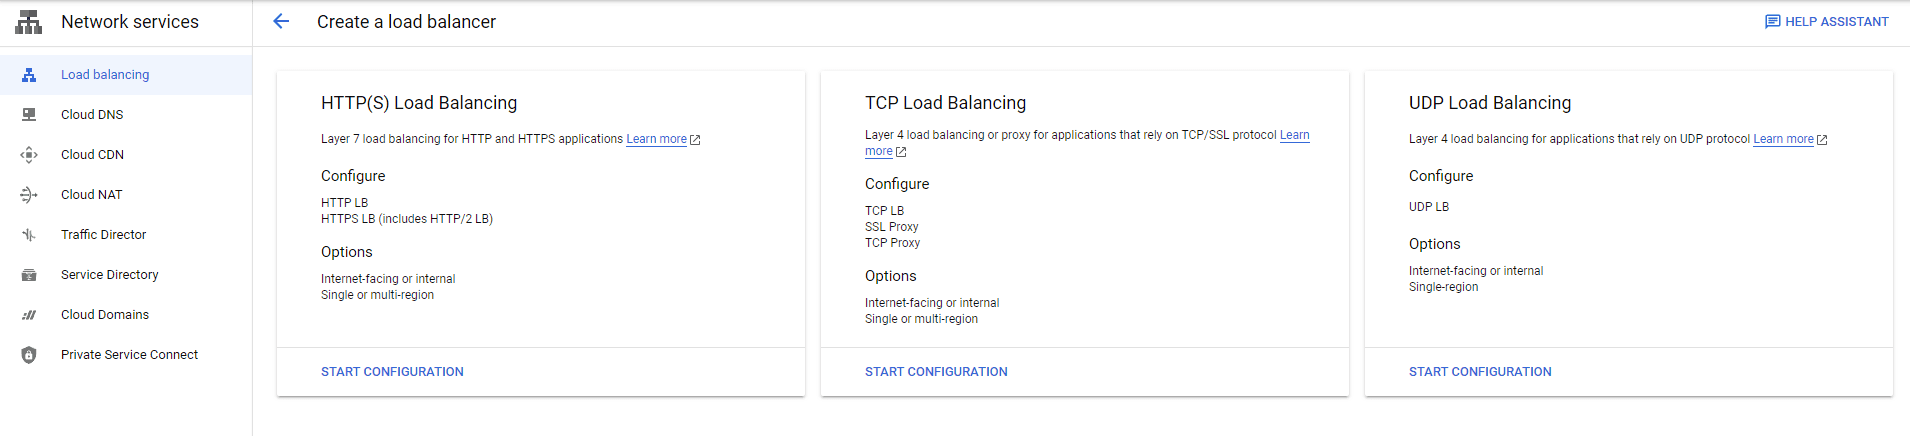 Network services
Create a load balancer
HELP ASSISTANT
Load balancing
Cloud DNS
Cloud CDN
Cloud NAT
Traffic Director
Service Directory
Cloud Domains
Private Service Connect
HTTP(S) Load Balancing
Layer 7 load balancing for HTTP and HTTPS applications Learn more
Configure
HTTP LB
HTTPS LB (includes HTTP/2 LB)
Options
Internet-facing or internal
Single or multi-region
START CONFIGURATION
TCP Load Balancing
Layer 4 load balancing or proxy for applications that rely on TCP/SSL protocol Learn
more
Configure
TCP LB
SSL Proxy
TCP Proxy
Options
Internet-facing or internal
Single or multi-region
START CONFIGURATION
UDP Load Balancing
Layer 4 load balancing for applications that rely on UDP protocol Learn more
Configure
UDP LB
Options
Internet-facing or internal
Single-region
START CONFIGURATION